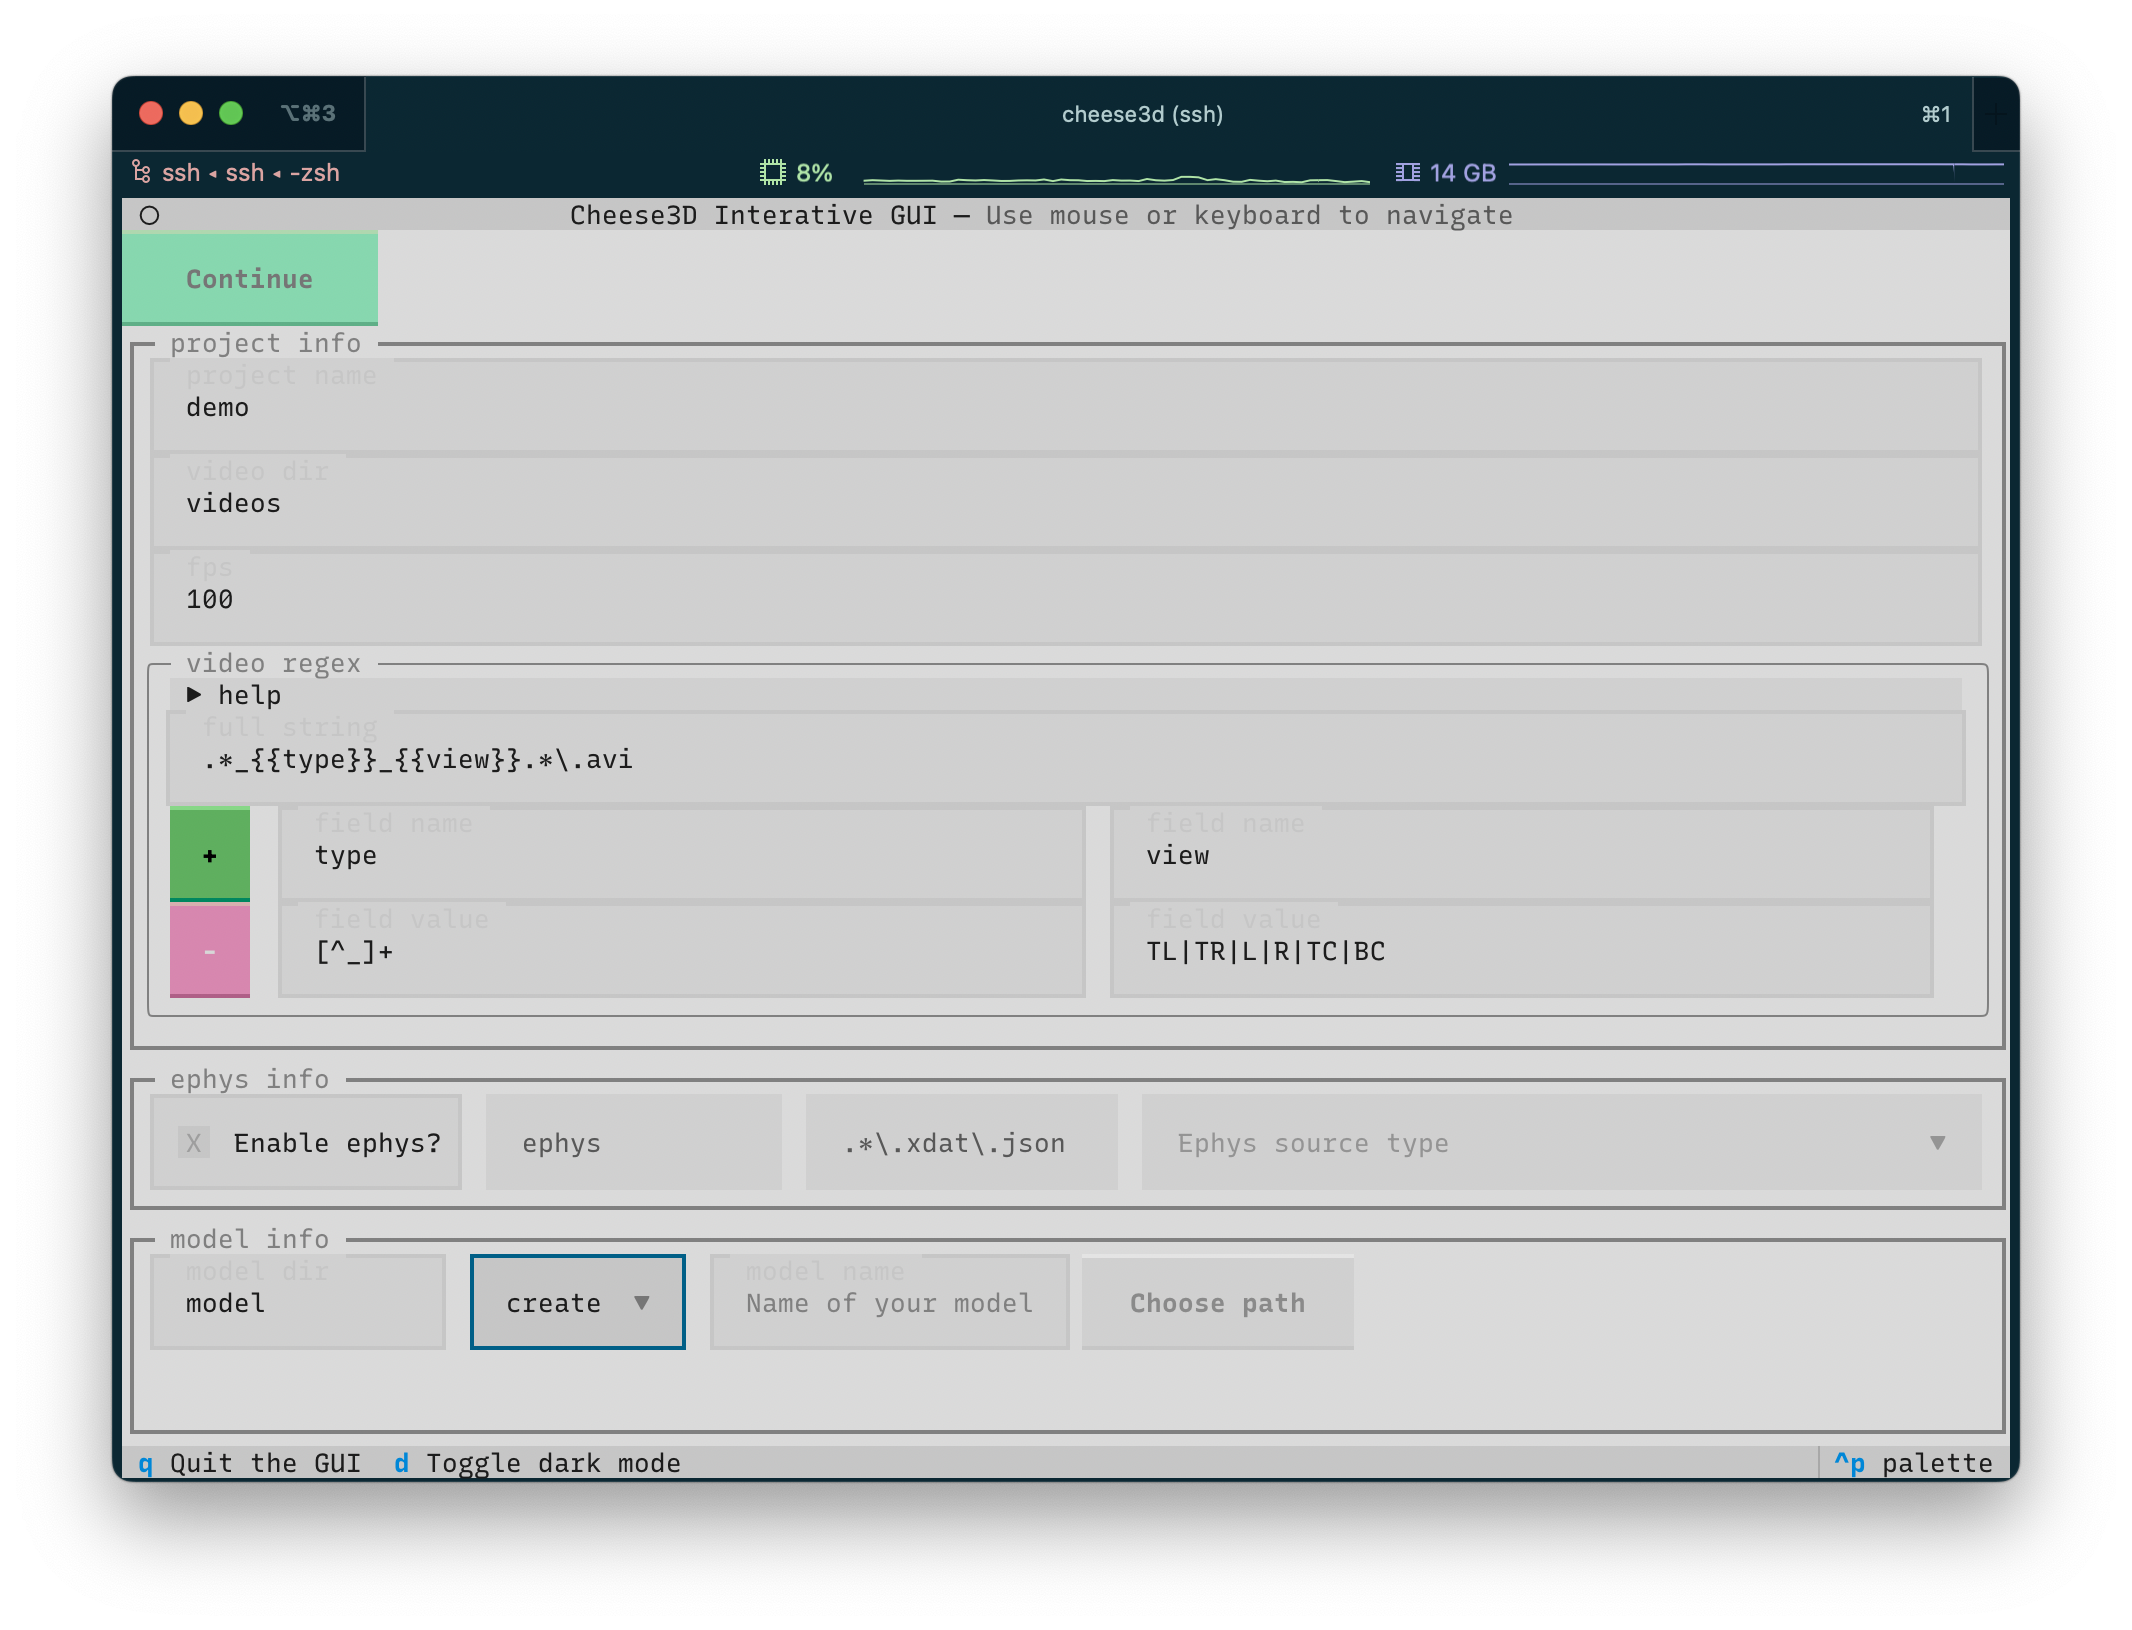 ⌥⌘3 cheese3d (ssh) ⌘1
ssh ◂ ssh ◂ -zsh 8% 14 GB
Cheese3D Interative GUI — Use mouse or keyboard to navigate
Continue
project info
project name
demo
video dir
videos
fps
100
video regex
▶ help
full string
.*_{{type}}_{{view}}.*\.avi
field name field name
+ type view
field value field value
- [^_]+ TL|TR|L|R|TC|BC
ephys info
X Enable ephys? ephys .*\.xdat\.json Ephys source type ▼
model info
model dir model name
model create ▼ Name of your model Choose path
q Quit the GUI d Toggle dark mode ^p palette